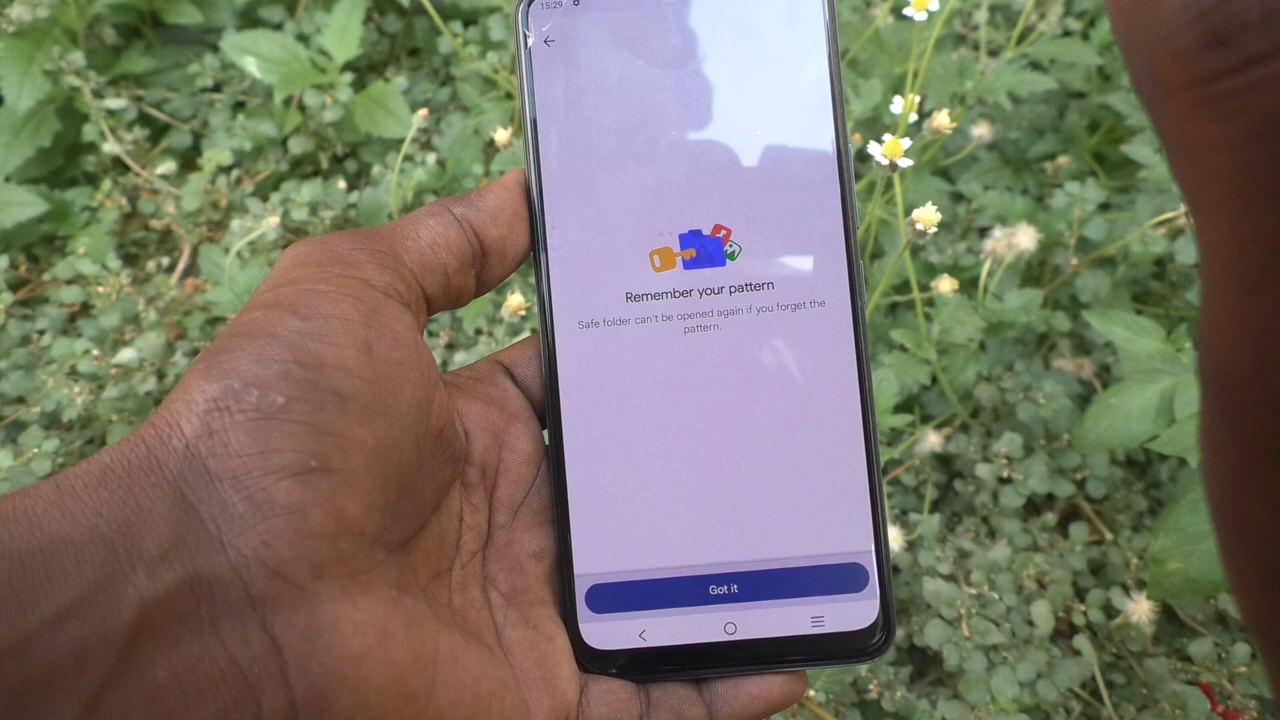 15:29
Remember your pattern
Safe folder can't be opened again if you forget the
pattern.
Got it